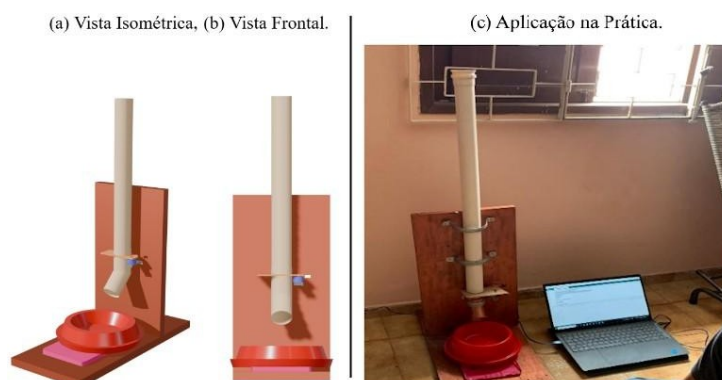 (a) Vista Isométrica, (b) Vista Frontal.
(c) Aplicação na Prática.